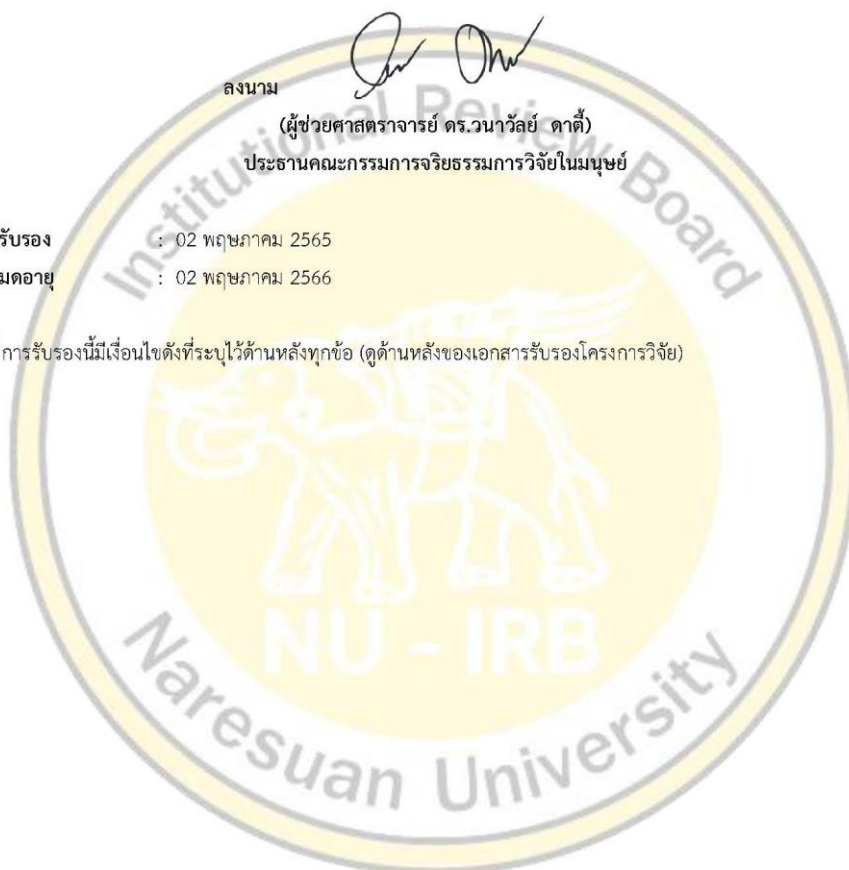 ลงนาม
(ผู้ช่วยศาสตราจารย์ ดร.วนาวัลย์ ดาตี้)
ประธานคณะกรรมการจริยธรรมการวิจัยในมนุษย์
รับรอง : 02 พฤษภาคม 2565
มดอายุ : 02 พฤษภาคม 2566
การรับรองนี้มีเงื่อนไขดังที่ระบุไว้ด้านหลังทุกข้อ (ดูด้านหลังของเอกสารรับรองโครงการวิจัย)
Institutional Review Board
NU - IRB
Naresuan University